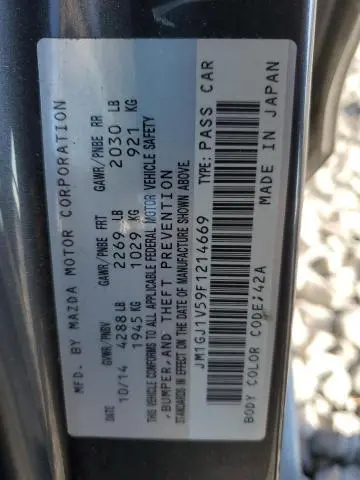 MFD. BY MAZDA MOTOR CORPORATION
DATE GVWR/PNBV GAWR/PNBE FRT GAWR/PNBE RR
10/14 4288 LB 2269 LB 2030 LB
1945 KG 1029 KG 921 KG
THIS VEHICLE CONFORMS TO ALL APPLICABLE FEDERAL MOTOR VEHICLE SAFETY
,BUMPER,AND THEFT PREVENTION
STANDARDS IN EFFECT ON THE DATE OF MANUFACTURE SHOWN ABOVE.
JM1GJ1V59F1214669 TYPE: PASS CAR
BODY COLOR CODE;42A MADE IN JAPAN